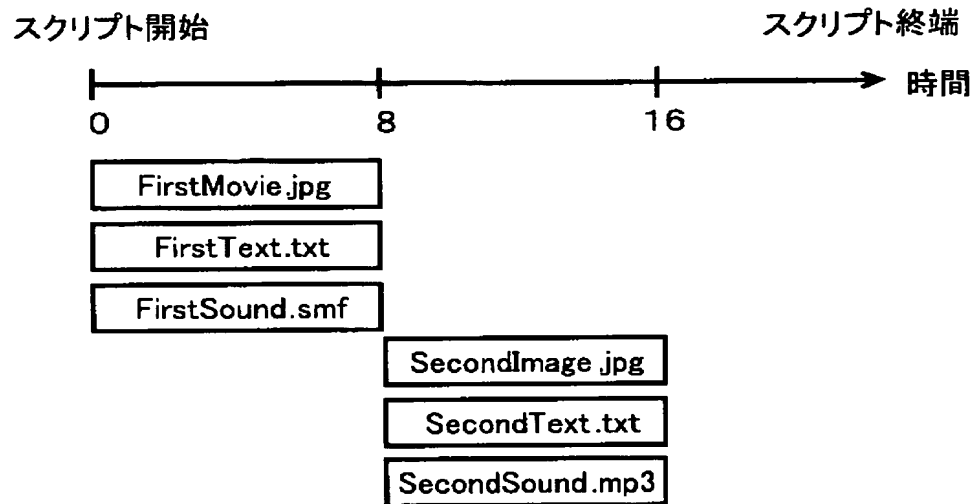 スクリプト開始
スクリプト終端
時間
0 8 16
FirstMovie.jpg
FirstText.txt
FirstSound.smf
SecondImage.jpg
SecondText.txt
SecondSound.mp3